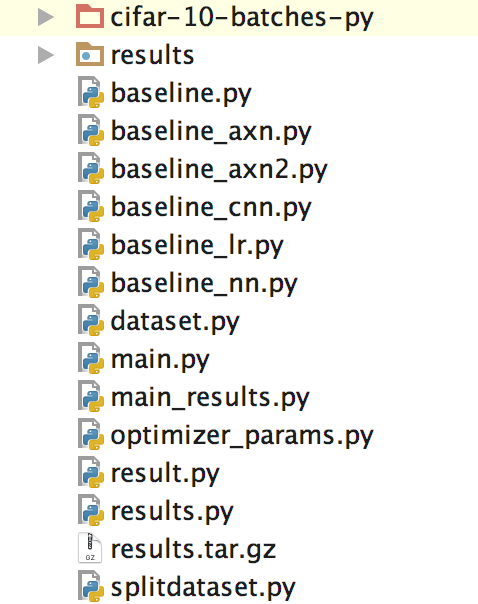 cifar-10-batches-py
results
baseline.py
baseline_axn.py
baseline_axn2.py
baseline_cnn.py
baseline_lr.py
baseline_nn.py
dataset.py
main.py
main_results.py
optimizer_params.py
result.py
results.py
GZ results.tar.gz
splitdataset.py